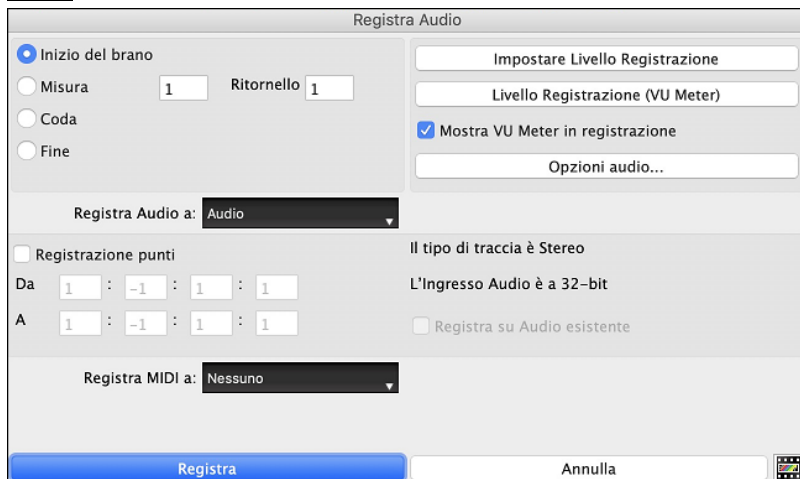 Registra Audio
Inizio del brano
Misura 1 Ritornello 1
Coda
Fine
Impostare Livello Registrazione
Livello Registrazione (VU Meter)
Mostra VU Meter in registrazione
Opzioni audio...
Registra Audio a: Audio
Registrazione punti
Da 1 : -1 : 1 : 1
A 1 : -1 : 1 : 1
Il tipo di traccia è Stereo
L'Ingresso Audio è a 32-bit
Registra su Audio esistente
Registra MIDI a: Nessuno
Registra
Annulla